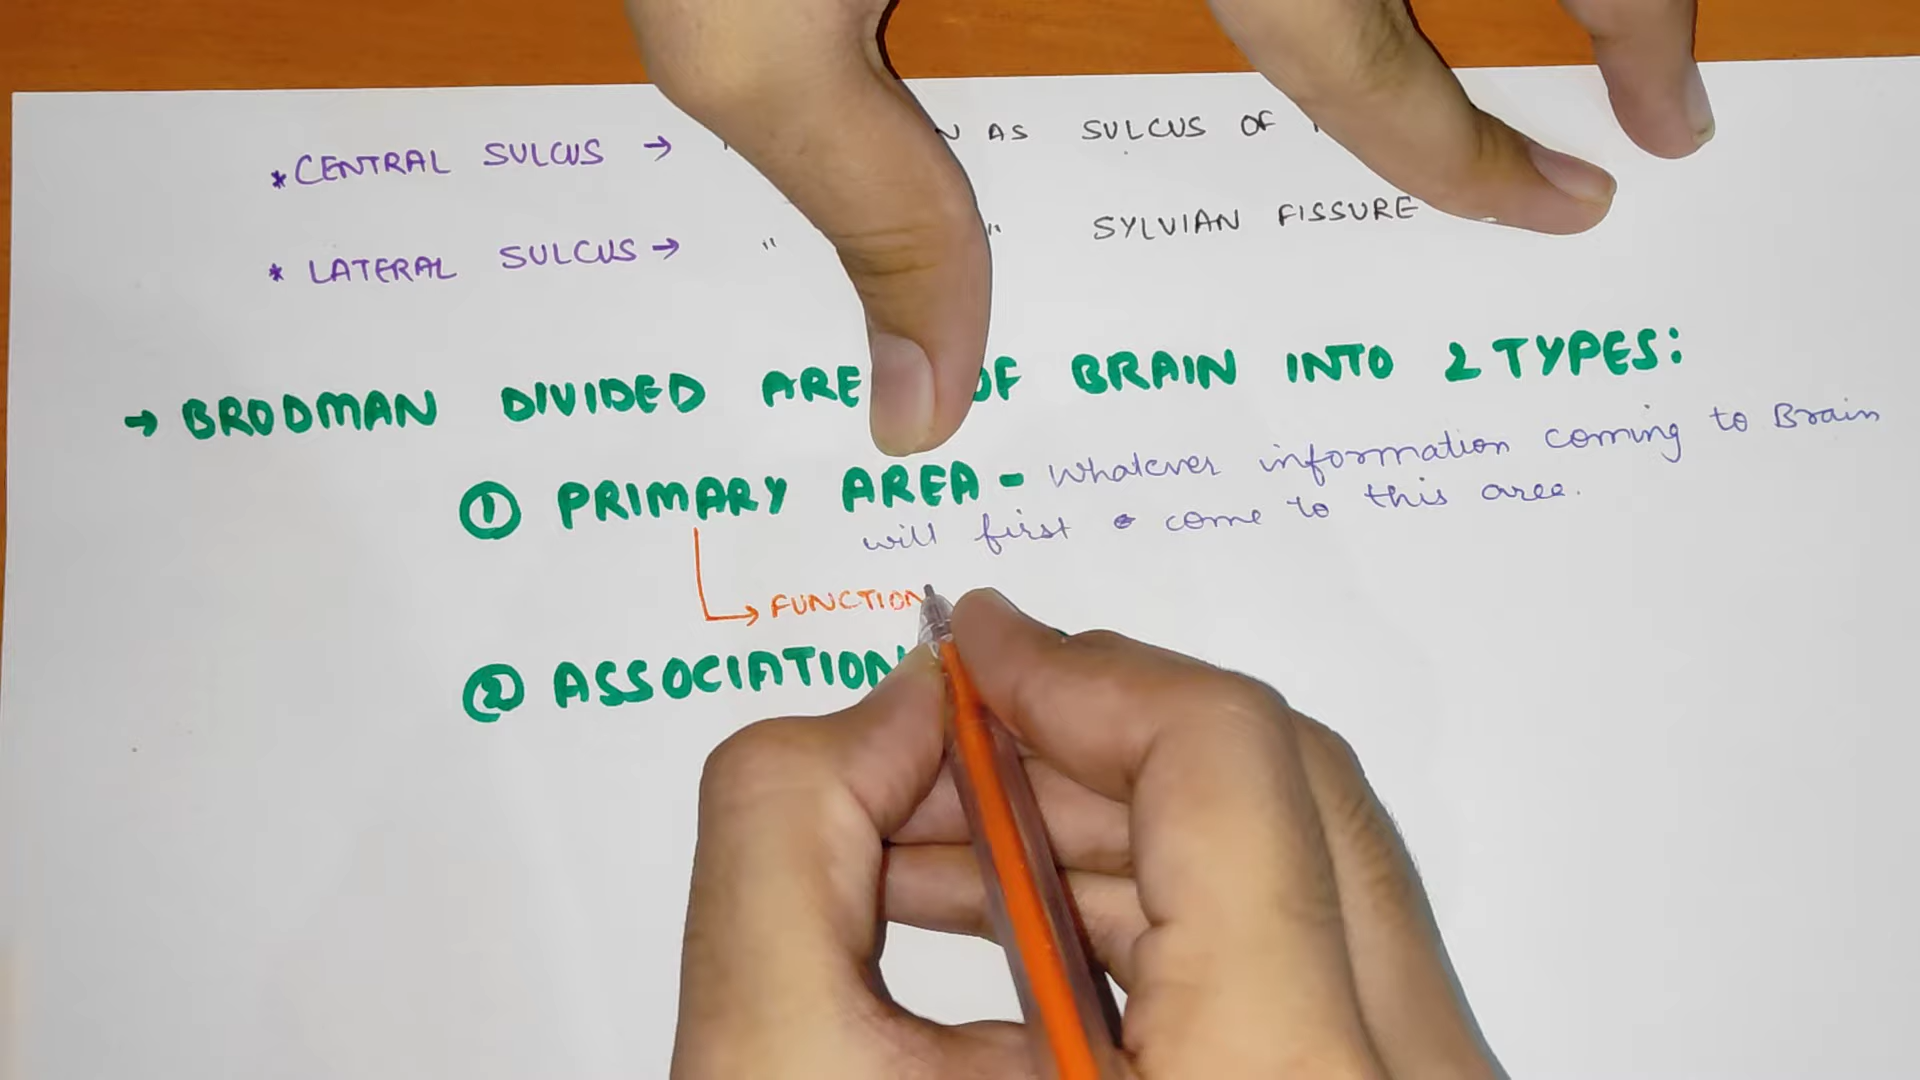 *CENTRAL SULCUS → AS SULCUS OF
* LATERAL SULCUS → " " SYLVIAN FISSURE
→ BRODMAN DIVIDED ARE OF BRAIN INTO 2 TYPES:
① PRIMARY AREA - Whatever information coming to Brain
will first come to this area.
→ FUNCTION
② ASSOCIATION